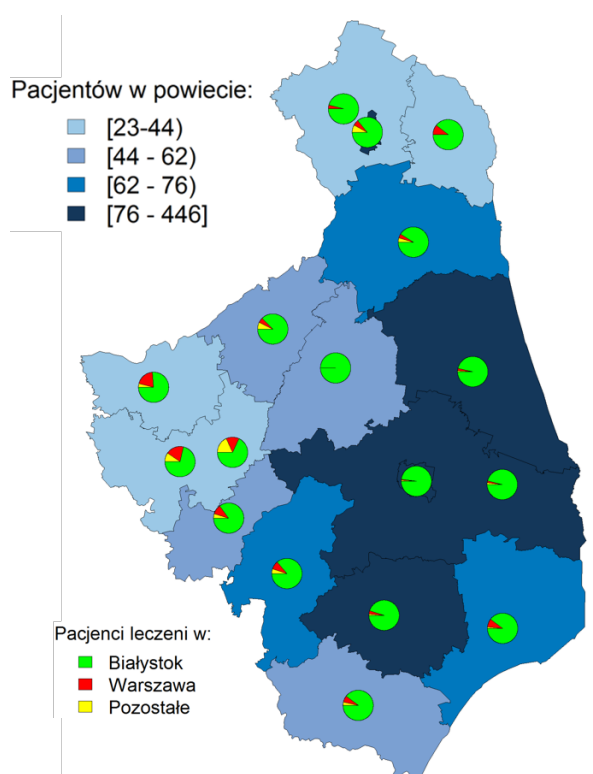 Pacjentów w powiecie:
[23-44)
[44 - 62)
[62 - 76)
[76 - 446]
Pacjenci leczeni w:
Białystok
Warszawa
Pozostałe